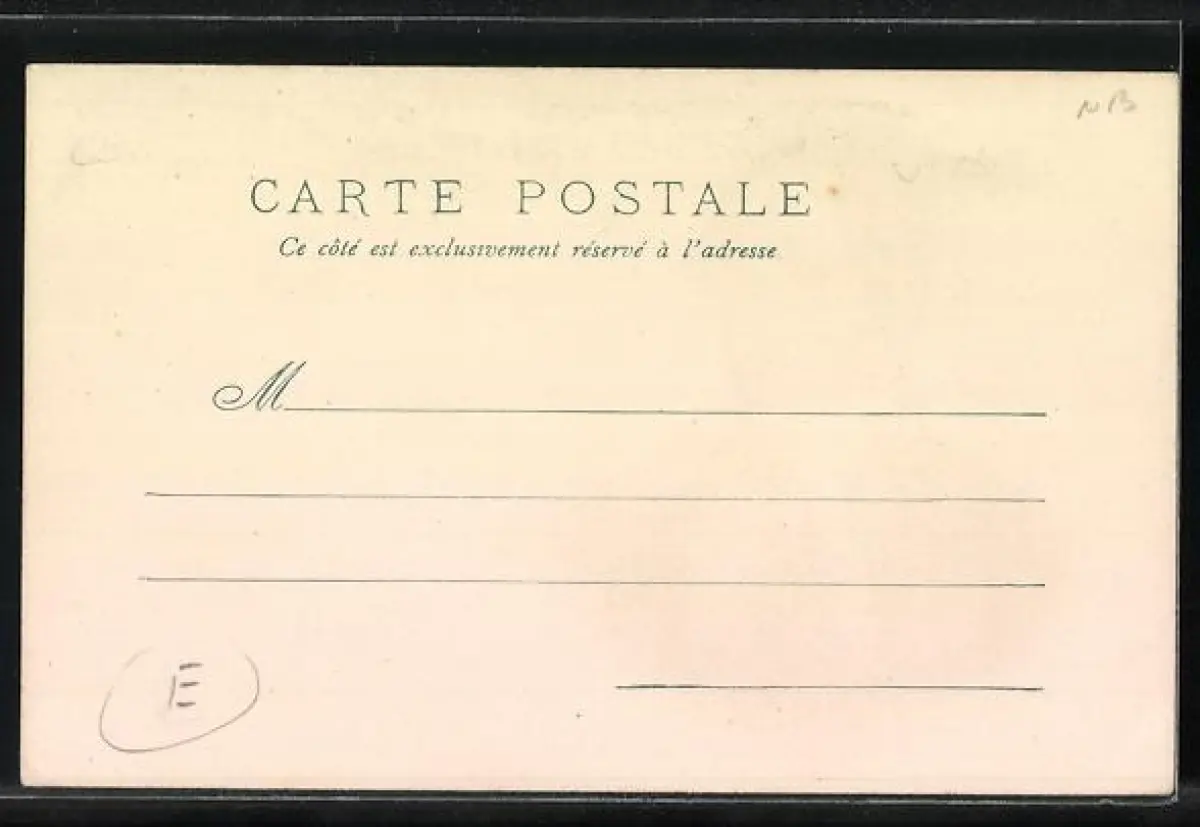 NB
CARTE POSTALE
Ce côté est exclusivement réservé à l'adresse
M
E